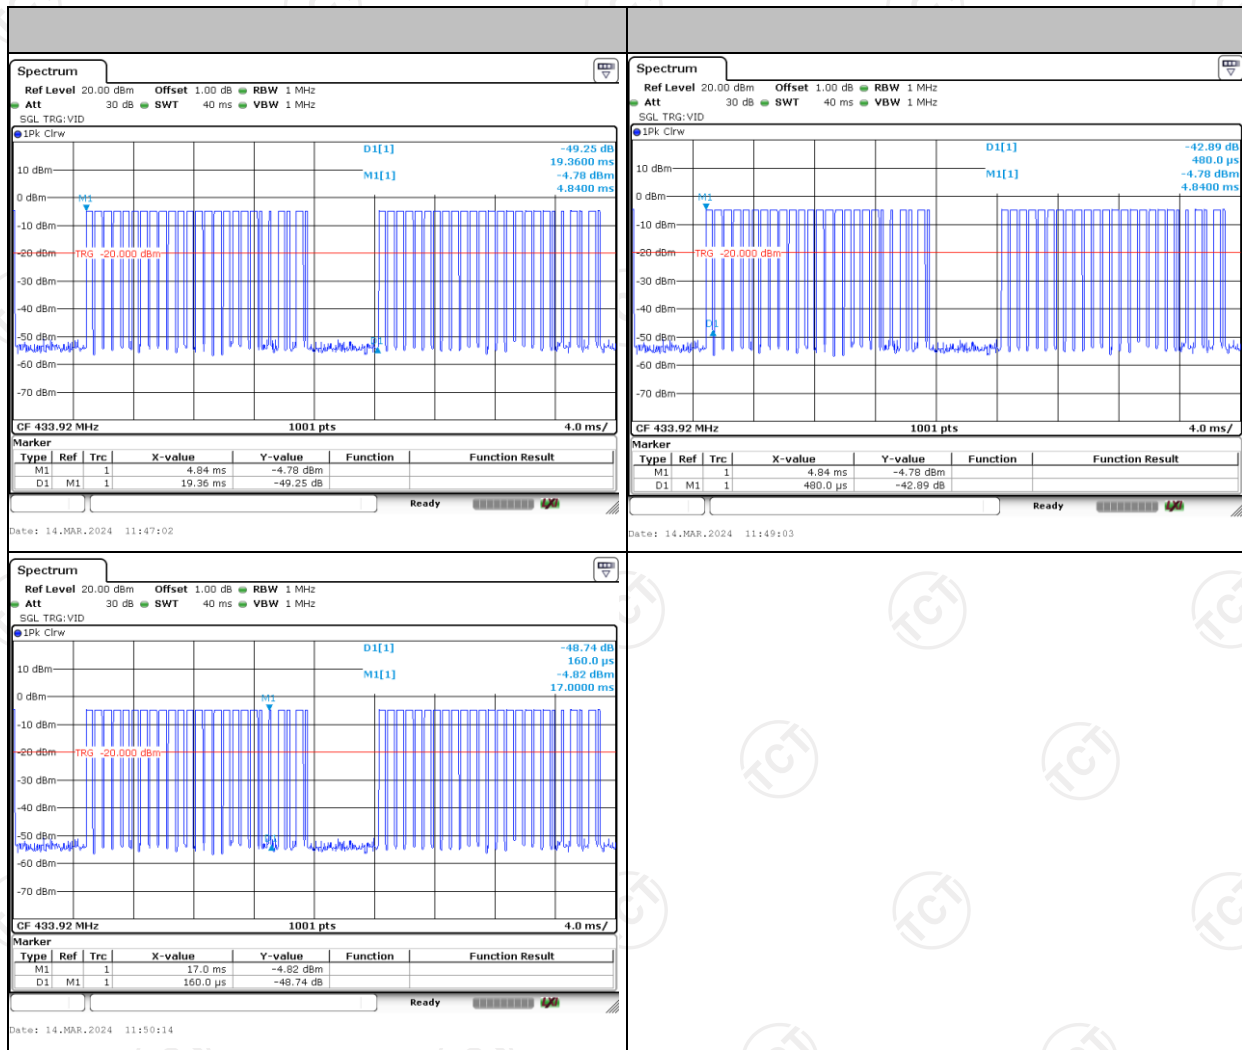 Spectrum
Ref Level 20.00 dBm Offset 1.00 dB RBW 1 MHz
Att 30 dB SWT 40 ms VBW 1 MHz
SGL TRG:VID
1Pk Clrw
D1[1] -49.25 dB
19.3600 ms
M1[1] -4.78 dBm
4.8400 ms
10 dBm
0 dBm
M1
-10 dBm
-20 dBm
TRG -20.000 dBm
-30 dBm
-40 dBm
-50 dBm
D1
-60 dBm
-70 dBm
CF 433.92 MHz 1001 pts 4.0 ms/
Marker
Type Ref Trc X-value Y-value Function Function Result
M1 1 4.84 ms -4.78 dBm
D1 M1 1 19.36 ms -49.25 dB
Ready
LXI
Date: 14.MAR.2024 11:47:02
Spectrum
Ref Level 20.00 dBm Offset 1.00 dB RBW 1 MHz
Att 30 dB SWT 40 ms VBW 1 MHz
SGL TRG:VID
1Pk Clrw
D1[1] -42.89 dB
480.0 µs
M1[1] -4.78 dBm
4.8400 ms
10 dBm
0 dBm
M1
-10 dBm
-20 dBm
TRG -20.000 dBm
-30 dBm
-40 dBm
D1
-50 dBm
-60 dBm
-70 dBm
CF 433.92 MHz 1001 pts 4.0 ms/
Marker
Type Ref Trc X-value Y-value Function Function Result
M1 1 4.84 ms -4.78 dBm
D1 M1 1 480.0 µs -42.89 dB
Ready
LXI
Date: 14.MAR.2024 11:49:03
Spectrum
Ref Level 20.00 dBm Offset 1.00 dB RBW 1 MHz
Att 30 dB SWT 40 ms VBW 1 MHz
SGL TRG:VID
1Pk Clrw
D1[1] -48.74 dB
160.0 µs
M1[1] -4.82 dBm
17.0000 ms
10 dBm
0 dBm
M1
-10 dBm
-20 dBm
TRG -20.000 dBm
-30 dBm
-40 dBm
-50 dBm
-60 dBm
-70 dBm
CF 433.92 MHz 1001 pts 4.0 ms/
Marker
Type Ref Trc X-value Y-value Function Function Result
M1 1 17.0 ms -4.82 dBm
D1 M1 1 160.0 µs -48.74 dB
Ready
LXI
Date: 14.MAR.2024 11:50:14
TCT
TCT
TCT
TCT
TCT
TCT